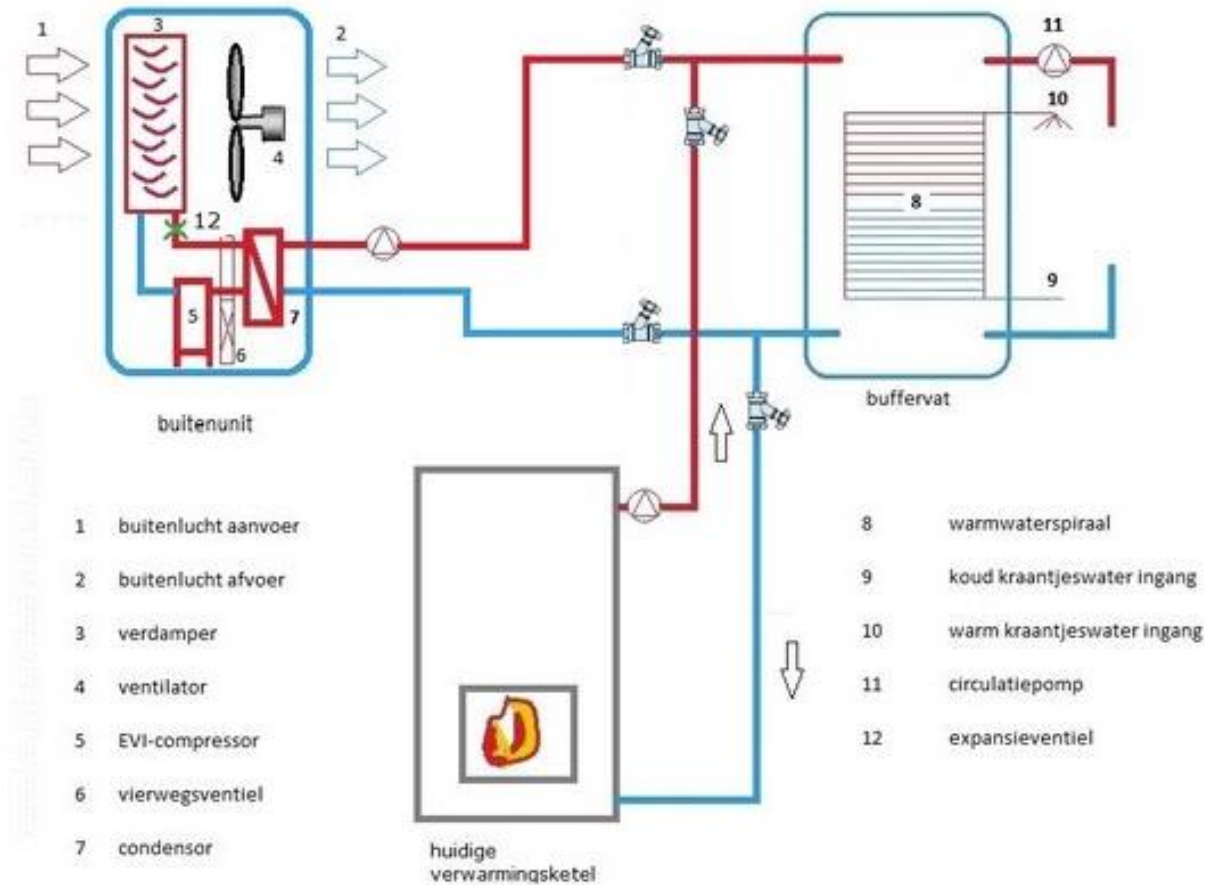 1
3
2
4
12
5
6
7
buitenunit
11
10
8
9
buffervat
1 buitenlucht aanvoer
2 buitenlucht afvoer
3 verdamper
4 ventilator
5 EVI-compressor
6 vierwegsventiel
7 condensor
huidige
verwarmingsketel
8 warmwaterspiraal
9 koud kraantjeswater ingang
10 warm kraantjeswater ingang
11 circulatiepomp
12 expansieventiel